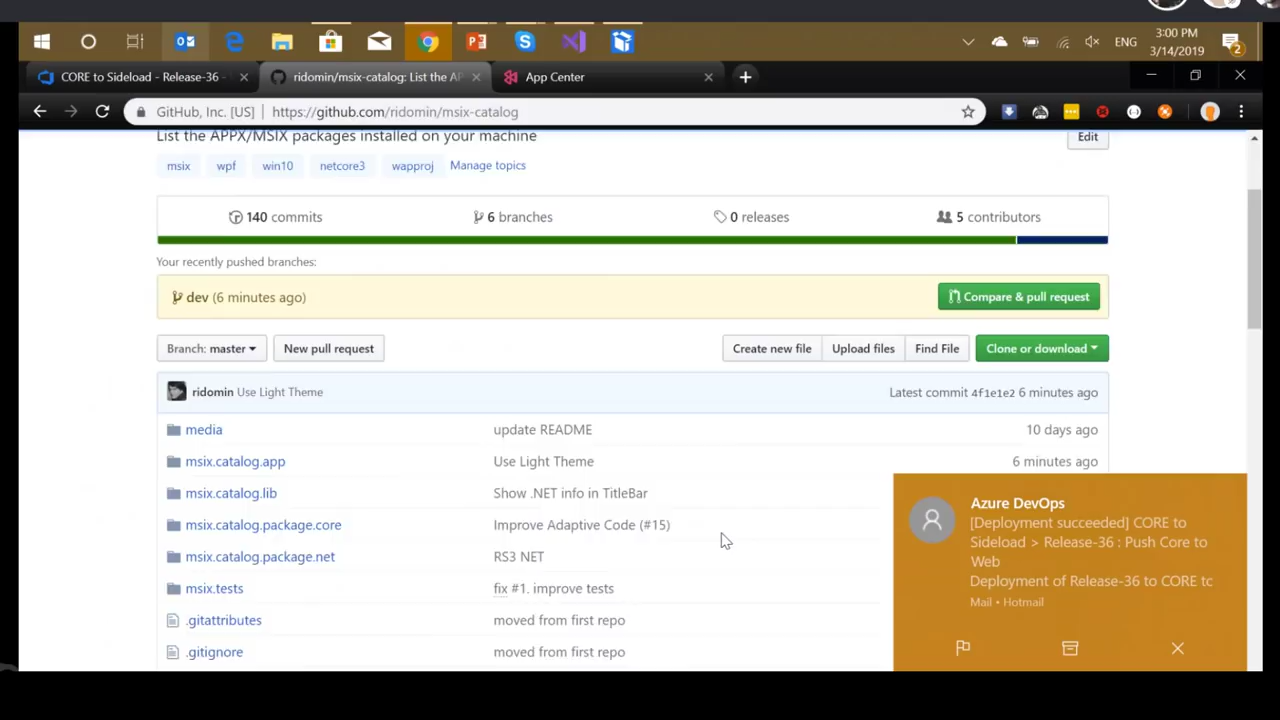 3:00 PM
ENG
3/14/2019
2
CORE to Sideload - Release-36 -
ridomin/msix-catalog: List the AP
App Center
GitHub, Inc. [US]
https://github.com/ridomin/msix-catalog
List the APPX/MSIX packages installed on your machine
Edit
msix
wpf
win10
netcore3
wapproj
Manage topics
140 commits
6 branches
0 releases
5 contributors
Your recently pushed branches:
dev (6 minutes ago)
Compare & pull request
Branch: master
New pull request
Create new file
Upload files
Find File
Clone or download
ridomin Use Light Theme
Latest commit 4f1e1e2 6 minutes ago
media
update README
10 days ago
msix.catalog.app
Use Light Theme
6 minutes ago
msix.catalog.lib
Show .NET info in TitleBar
msix.catalog.package.core
Improve Adaptive Code (#15)
msix.catalog.package.net
RS3 NET
msix.tests
fix #1. improve tests
.gitattributes
moved from first repo
.gitignore
moved from first repo
Azure DevOps
[Deployment succeeded] CORE to
Sideload > Release-36 : Push Core to
Web
Deployment of Release-36 to CORE tc
Mail • Hotmail